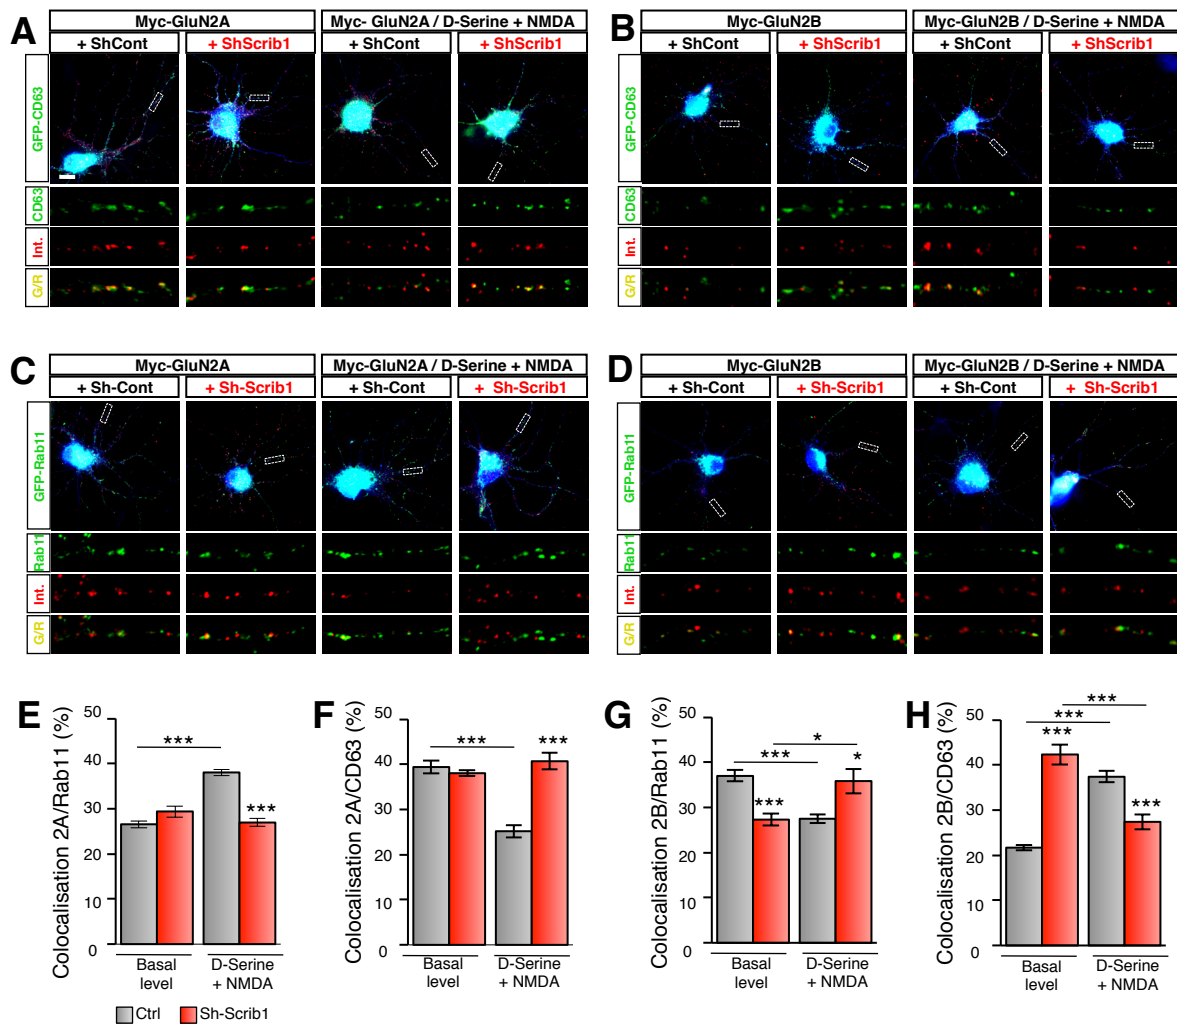 A
Myc-GluN2A
Myc- GluN2A / D-Serine + NMDA
+ ShCont
+ ShScrib1
+ ShCont
+ ShScrib1
GFP-CD63
CD63
Int.
G/R
B
Myc-GluN2B
Myc-GluN2B / D-Serine + NMDA
+ ShCont
+ ShScrib1
+ ShCont
+ ShScrib1
GFP-CD63
CD63
Int.
G/R
C
Myc-GluN2A
Myc-GluN2A / D-Serine + NMDA
+ Sh-Cont
+ Sh-Scrib1
+ Sh-Cont
+ Sh-Scrib1
GFP-Rab11
Rab11
Int.
G/R
D
Myc-GluN2B
Myc-GluN2B / D-Serine + NMDA
+ Sh-Cont
+ Sh-Scrib1
+ Sh-Cont
+ Sh-Scrib1
GFP-Rab11
Rab11
Int.
G/R
E
Colocalisation 2A/Rab11 (%)
50
40
30
20
10
0
***
***
Basal
level
D-Serine
+ NMDA
F
Colocalisation 2A/CD63 (%)
50
40
30
20
10
0
***
***
Basal
level
D-Serine
+ NMDA
G
Colocalisation 2B/Rab11 (%)
50
40
30
20
10
0
*
***
*
***
Basal
level
D-Serine
+ NMDA
H
Colocalisation 2B/CD63 (%)
50
40
30
20
10
0
***
***
***
***
Basal
level
D-Serine
+ NMDA
Ctrl
Sh-Scrib1